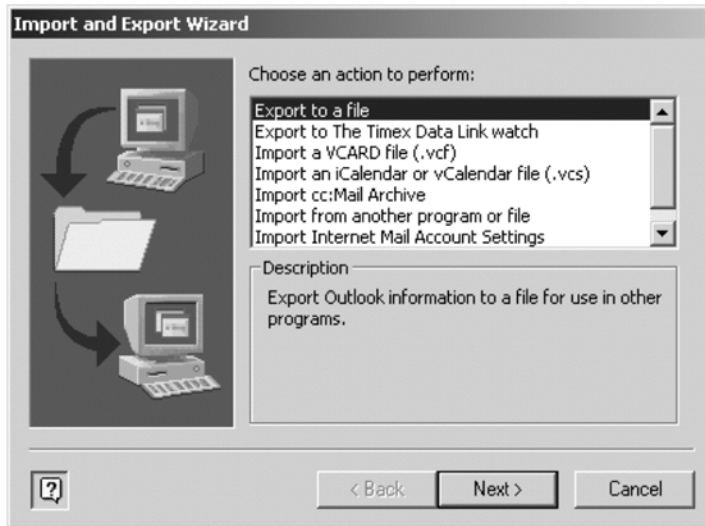 Import and Export Wizard
Choose an action to perform:
Export to a file
Export to The Timex Data Link watch
Import a VCARD file (.vcf)
Import an iCalendar or vCalendar file (.vcs)
Import cc:Mail Archive
Import from another program or file
Import Internet Mail Account Settings
Description
Export Outlook information to a file for use in other
programs.
?
< Back
Next >
Cancel